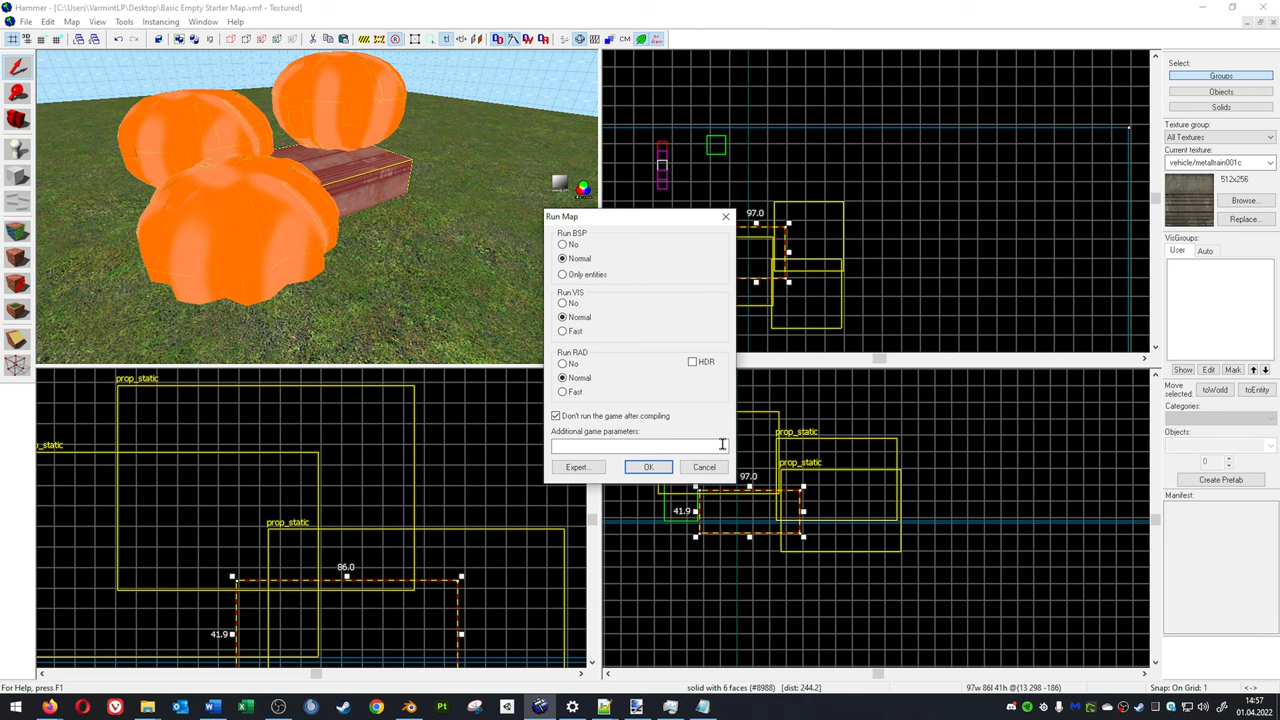 Hammer - [C:\Users\VarmintLP\Desktop\Basic Empty Starter Map.vmf - Textured]
File Edit Map View Tools Instancing Window Help
CM
Select:
Groups
Objects
Solids
Texture group:
All Textures
Current texture:
vehicle/metaltrain001c
512x256
Browse...
Replace...
VisGroups:
User Auto
Show Edit Mark
Move selected:
toWorld toEntity
Categories:
Objects:
0
Create Prefab
Manifest:
Run Map
Run BSP
No
Normal
Only entities
Run VIS
No
Normal
Fast
Run RAD
HDR
No
Normal
Fast
Don't run the game after compiling
Additional game parameters:
Expert... OK Cancel
97.0
prop_static
prop_static
86.0
41.9
prop_static
prop_static
97.0
41.9
For Help, press F1
solid with 6 faces (#8988) [dist: 244.2]
97w 86l 41h @(13 298 -186)
Snap: On Grid: 1
14:57
01.04.2022